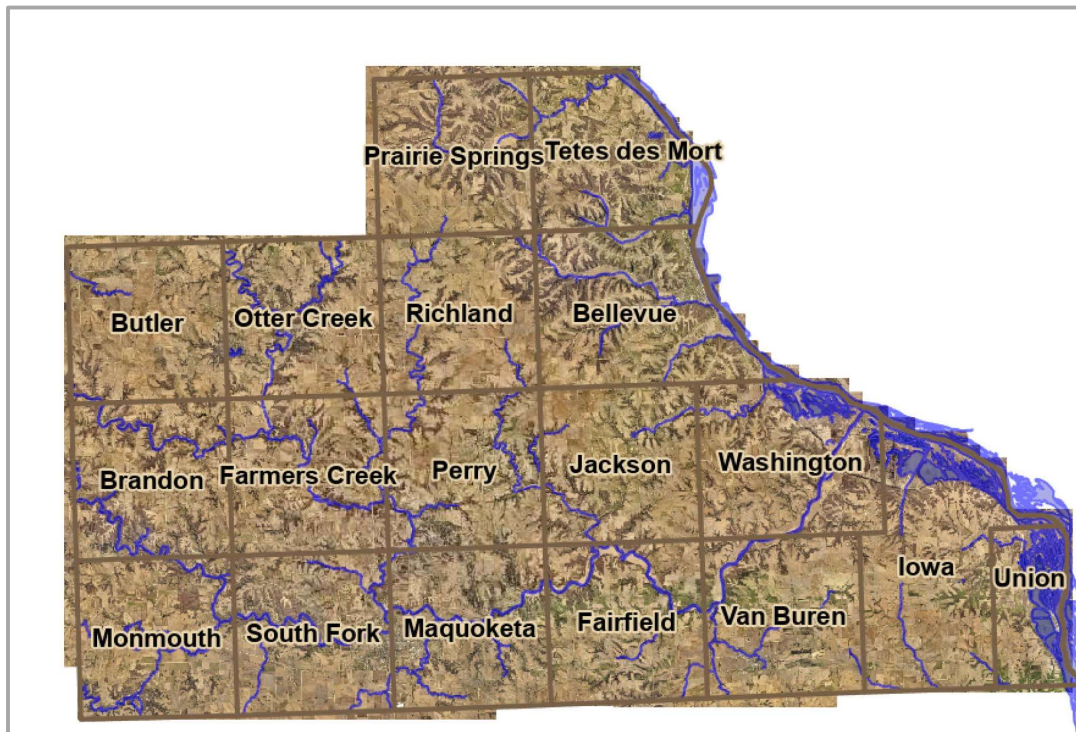 Prairie Springs
Tetes des Mort
Butler
Otter Creek
Richland
Bellevue
Brandon
Farmers Creek
Perry
Jackson
Washington
Monmouth
South Fork
Maquoketa
Fairfield
Van Buren
Iowa
Union